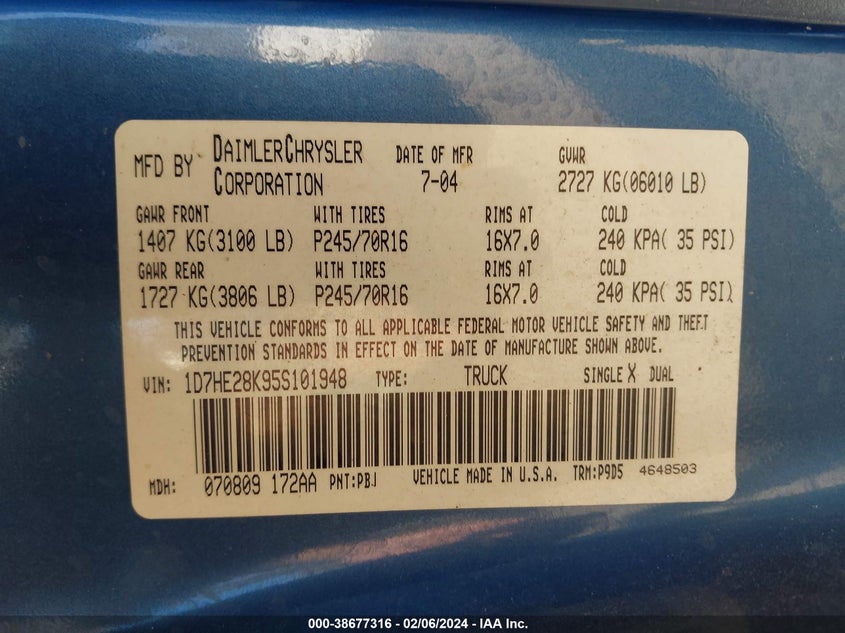 MFD BY DAIMLERCHRYSLER CORPORATION DATE OF MFR 7-04 GVWR 2727 KG(06010 LB)
GAWR FRONT WITH TIRES RIMS AT COLD
1407 KG(3100 LB) P245/70R16 16X7.0 240 KPA( 35 PSI)
GAWR REAR WITH TIRES RIMS AT COLD
1727 KG(3806 LB) P245/70R16 16X7.0 240 KPA( 35 PSI)
THIS VEHICLE CONFORMS TO ALL APPLICABLE FEDERAL MOTOR VEHICLE SAFETY AND THEFT
PREVENTION STANDARDS IN EFFECT ON THE DATE OF MANUFACTURE SHOWN ABOVE.
VIN: 1D7HE28K95S101948 TYPE: TRUCK SINGLE X DUAL
MDH: 070809 172AA PNT:PBJ VEHICLE MADE IN U.S.A. TRM:P9D5 4648503
000-38677316 - 02/06/2024 - IAA Inc.